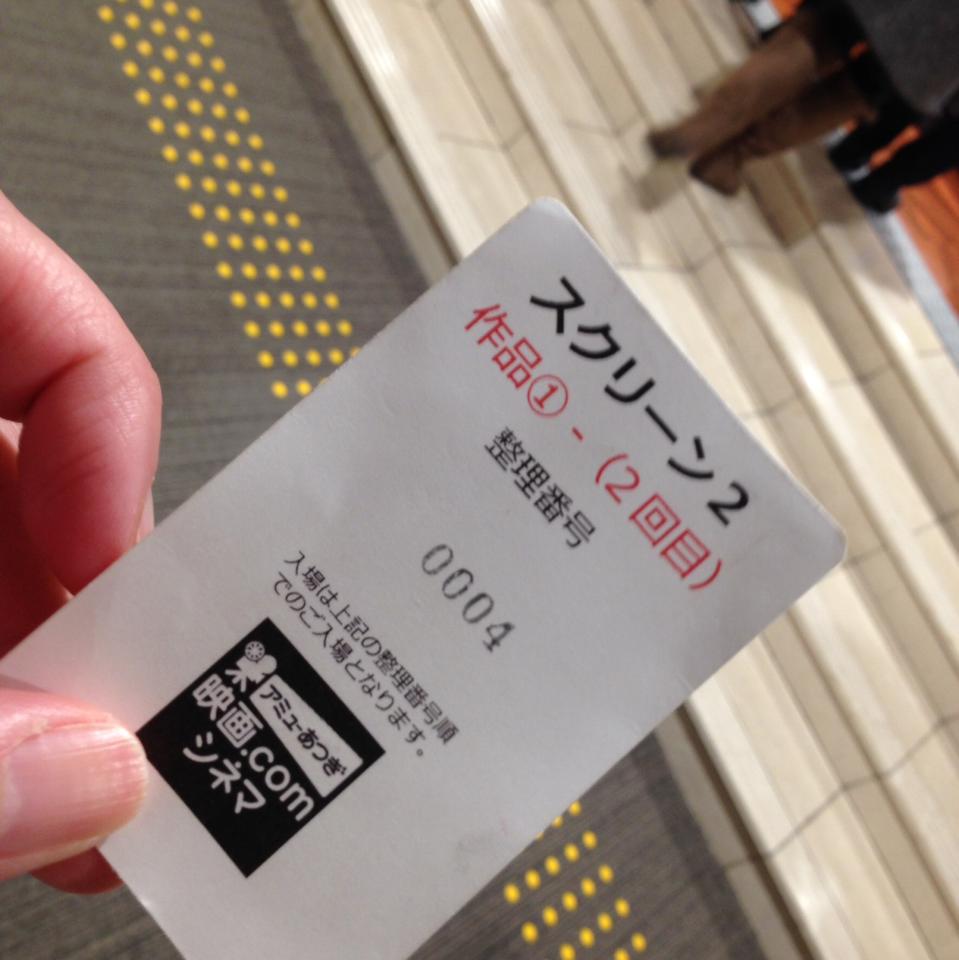 スクリーン2
作品① - (2回目)
整理番号
0004
入場は上記の整理番号順
でのご入場となります。
アミューあつぎ
映画.com
シネマ